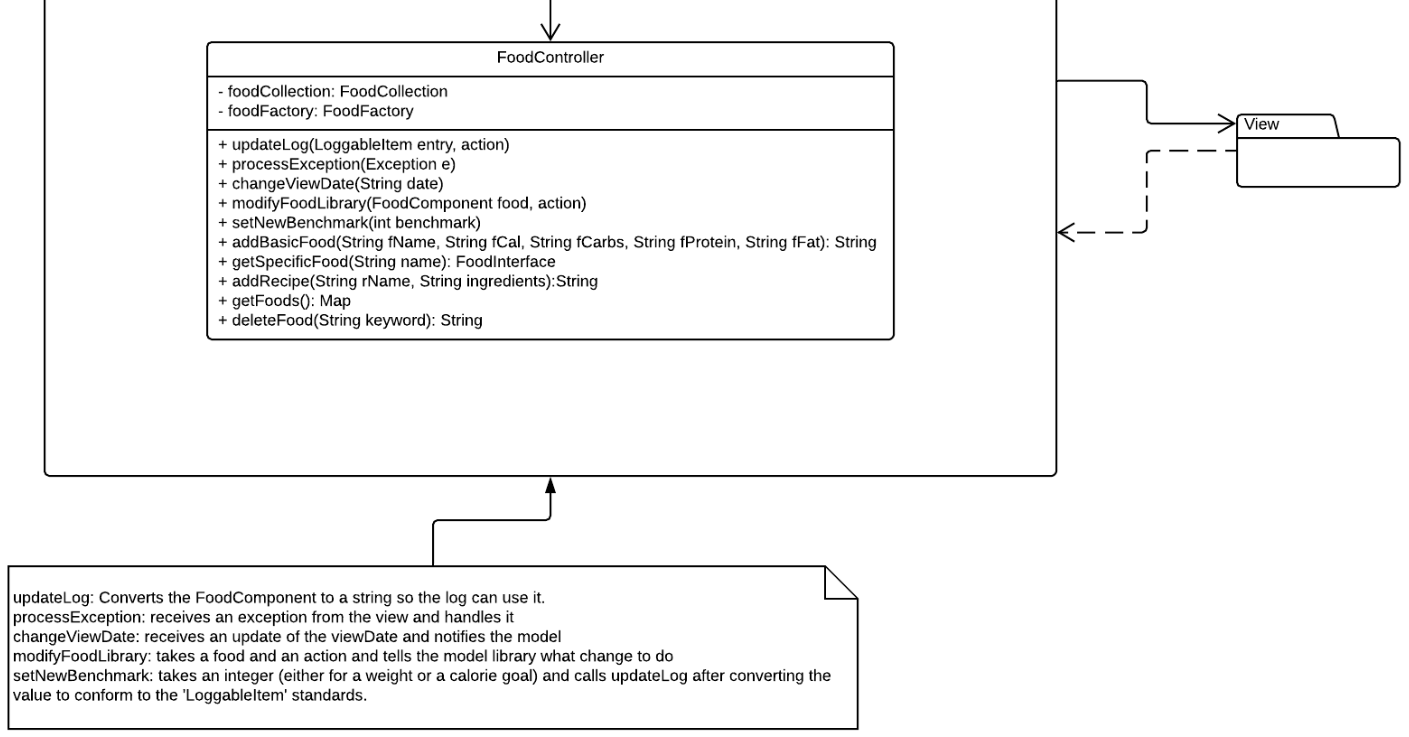 FoodController
- foodCollection: FoodCollection
- foodFactory: FoodFactory
+ updateLog(LoggableItem entry, action)
+ processException(Exception e)
+ changeViewDate(String date)
+ modifyFoodLibrary(FoodComponent food, action)
+ setNewBenchmark(int benchmark)
+ addBasicFood(String fName, String fCal, String fCarbs, String fProtein, String fFat): String
+ getSpecificFood(String name): FoodInterface
+ addRecipe(String rName, String ingredients):String
+ getFoods(): Map
+ deleteFood(String keyword): String
View
updateLog: Converts the FoodComponent to a string so the log can use it.
processException: receives an exception from the view and handles it
changeViewDate: receives an update of the viewDate and notifies the model
modifyFoodLibrary: takes a food and an action and tells the model library what change to do
setNewBenchmark: takes an integer (either for a weight or a calorie goal) and calls updateLog after converting the
value to conform to the 'LoggableItem' standards.